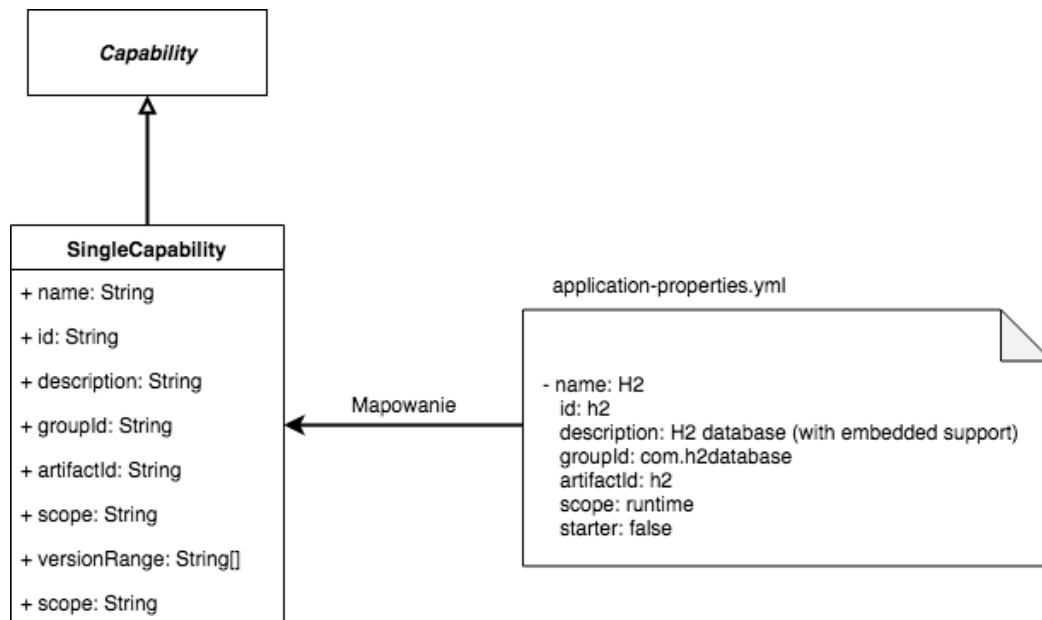 Capability
SingleCapability
+ name: String
+ id: String
+ description: String
+ groupId: String
+ artifactId: String
+ scope: String
+ versionRange: String[]
+ scope: String
Mapowanie
application-properties.yml
- name: H2
id: h2
description: H2 database (with embedded support)
groupId: com.h2database
artifactId: h2
scope: runtime
starter: false